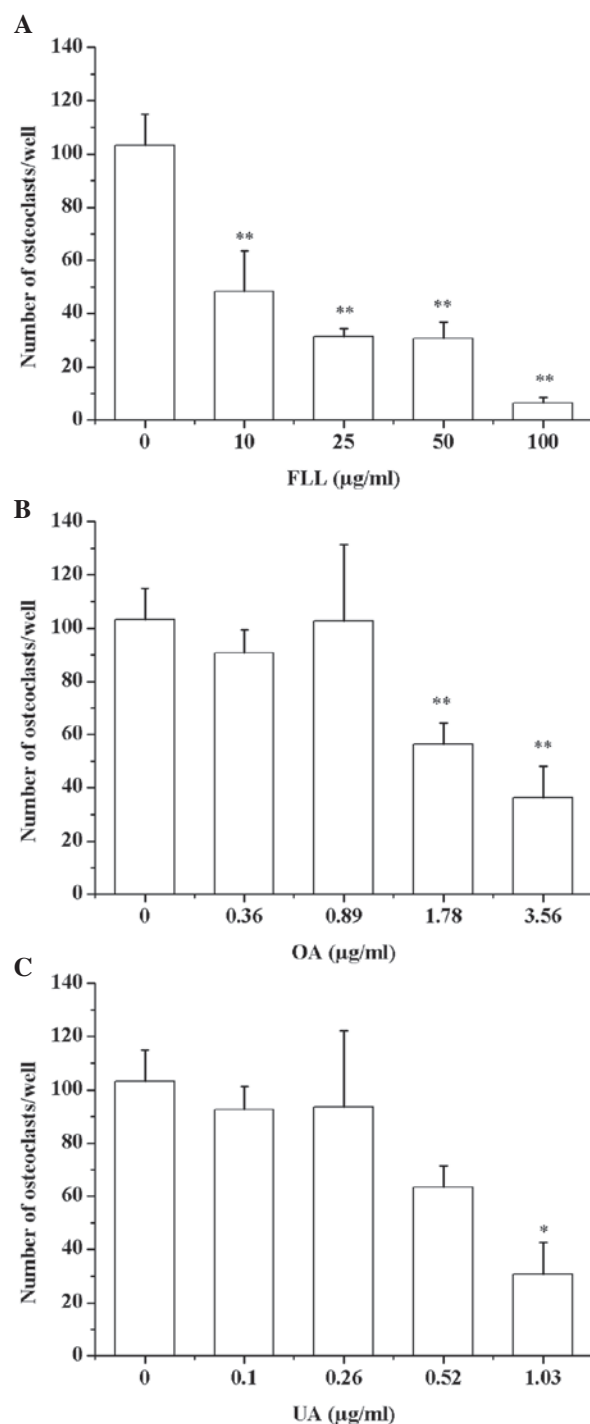 A
140
120
100
80
60
40
20
0
Number of osteoclasts/well
**
**
**
**
0 10 25 50 100
FLL (µg/ml)
B
140
120
100
80
60
40
20
0
Number of osteoclasts/well
**
**
0 0.36 0.89 1.78 3.56
OA (µg/ml)
C
140
120
100
80
60
40
20
0
Number of osteoclasts/well
*
0 0.1 0.26 0.52 1.03
UA (µg/ml)